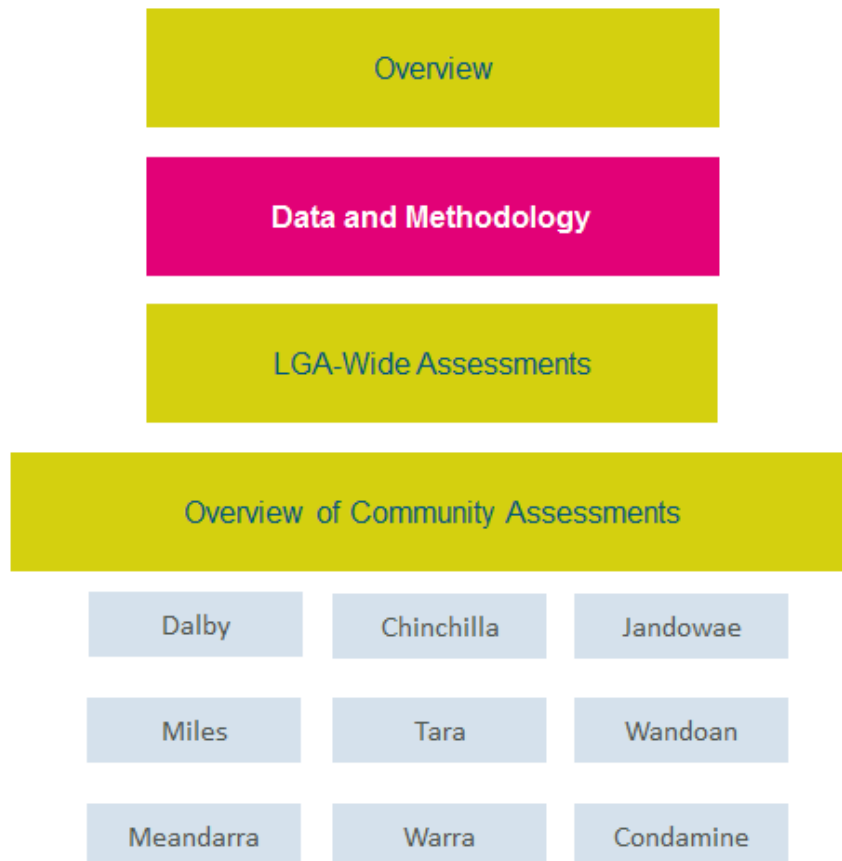 Overview
Data and Methodology
LGA-Wide Assessments
Overview of Community Assessments
Dalby
Chinchilla
Jandowae
Miles
Tara
Wandoan
Meandarra
Warra
Condamine